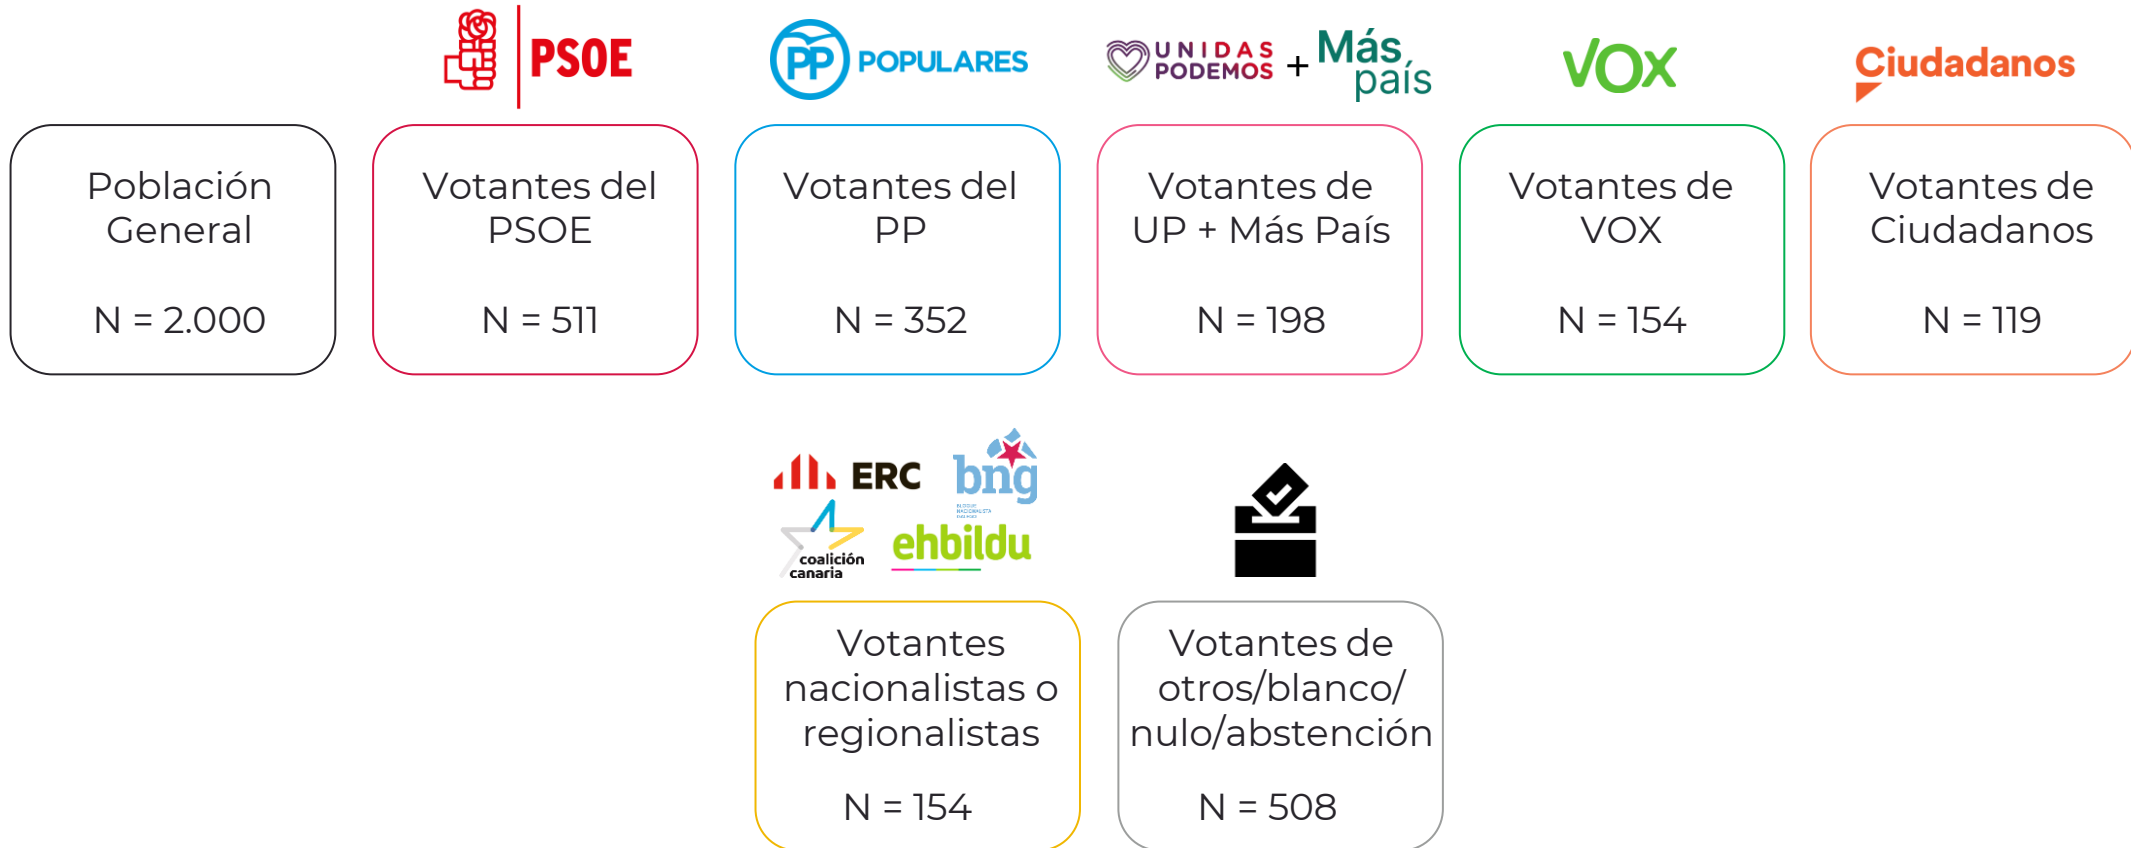 PSOE
PP POPULARES
UNIDAS
PODEMOS
+
Más
país
VOX
Ciudadanos
Población
General
N = 2.000
Votantes del
PSOE
N = 511
Votantes del
PP
N = 352
Votantes de
UP + Más País
N = 198
Votantes de
VOX
N = 154
Votantes de
Ciudadanos
N = 119
ERC
bng
BLOQUE
NACIONALISTA
coalición
canaria
ehbildu
Votantes
nacionalistas o
regionalistas
N = 154
Votantes de
otros/blanco/
nulo/abstención
N = 508